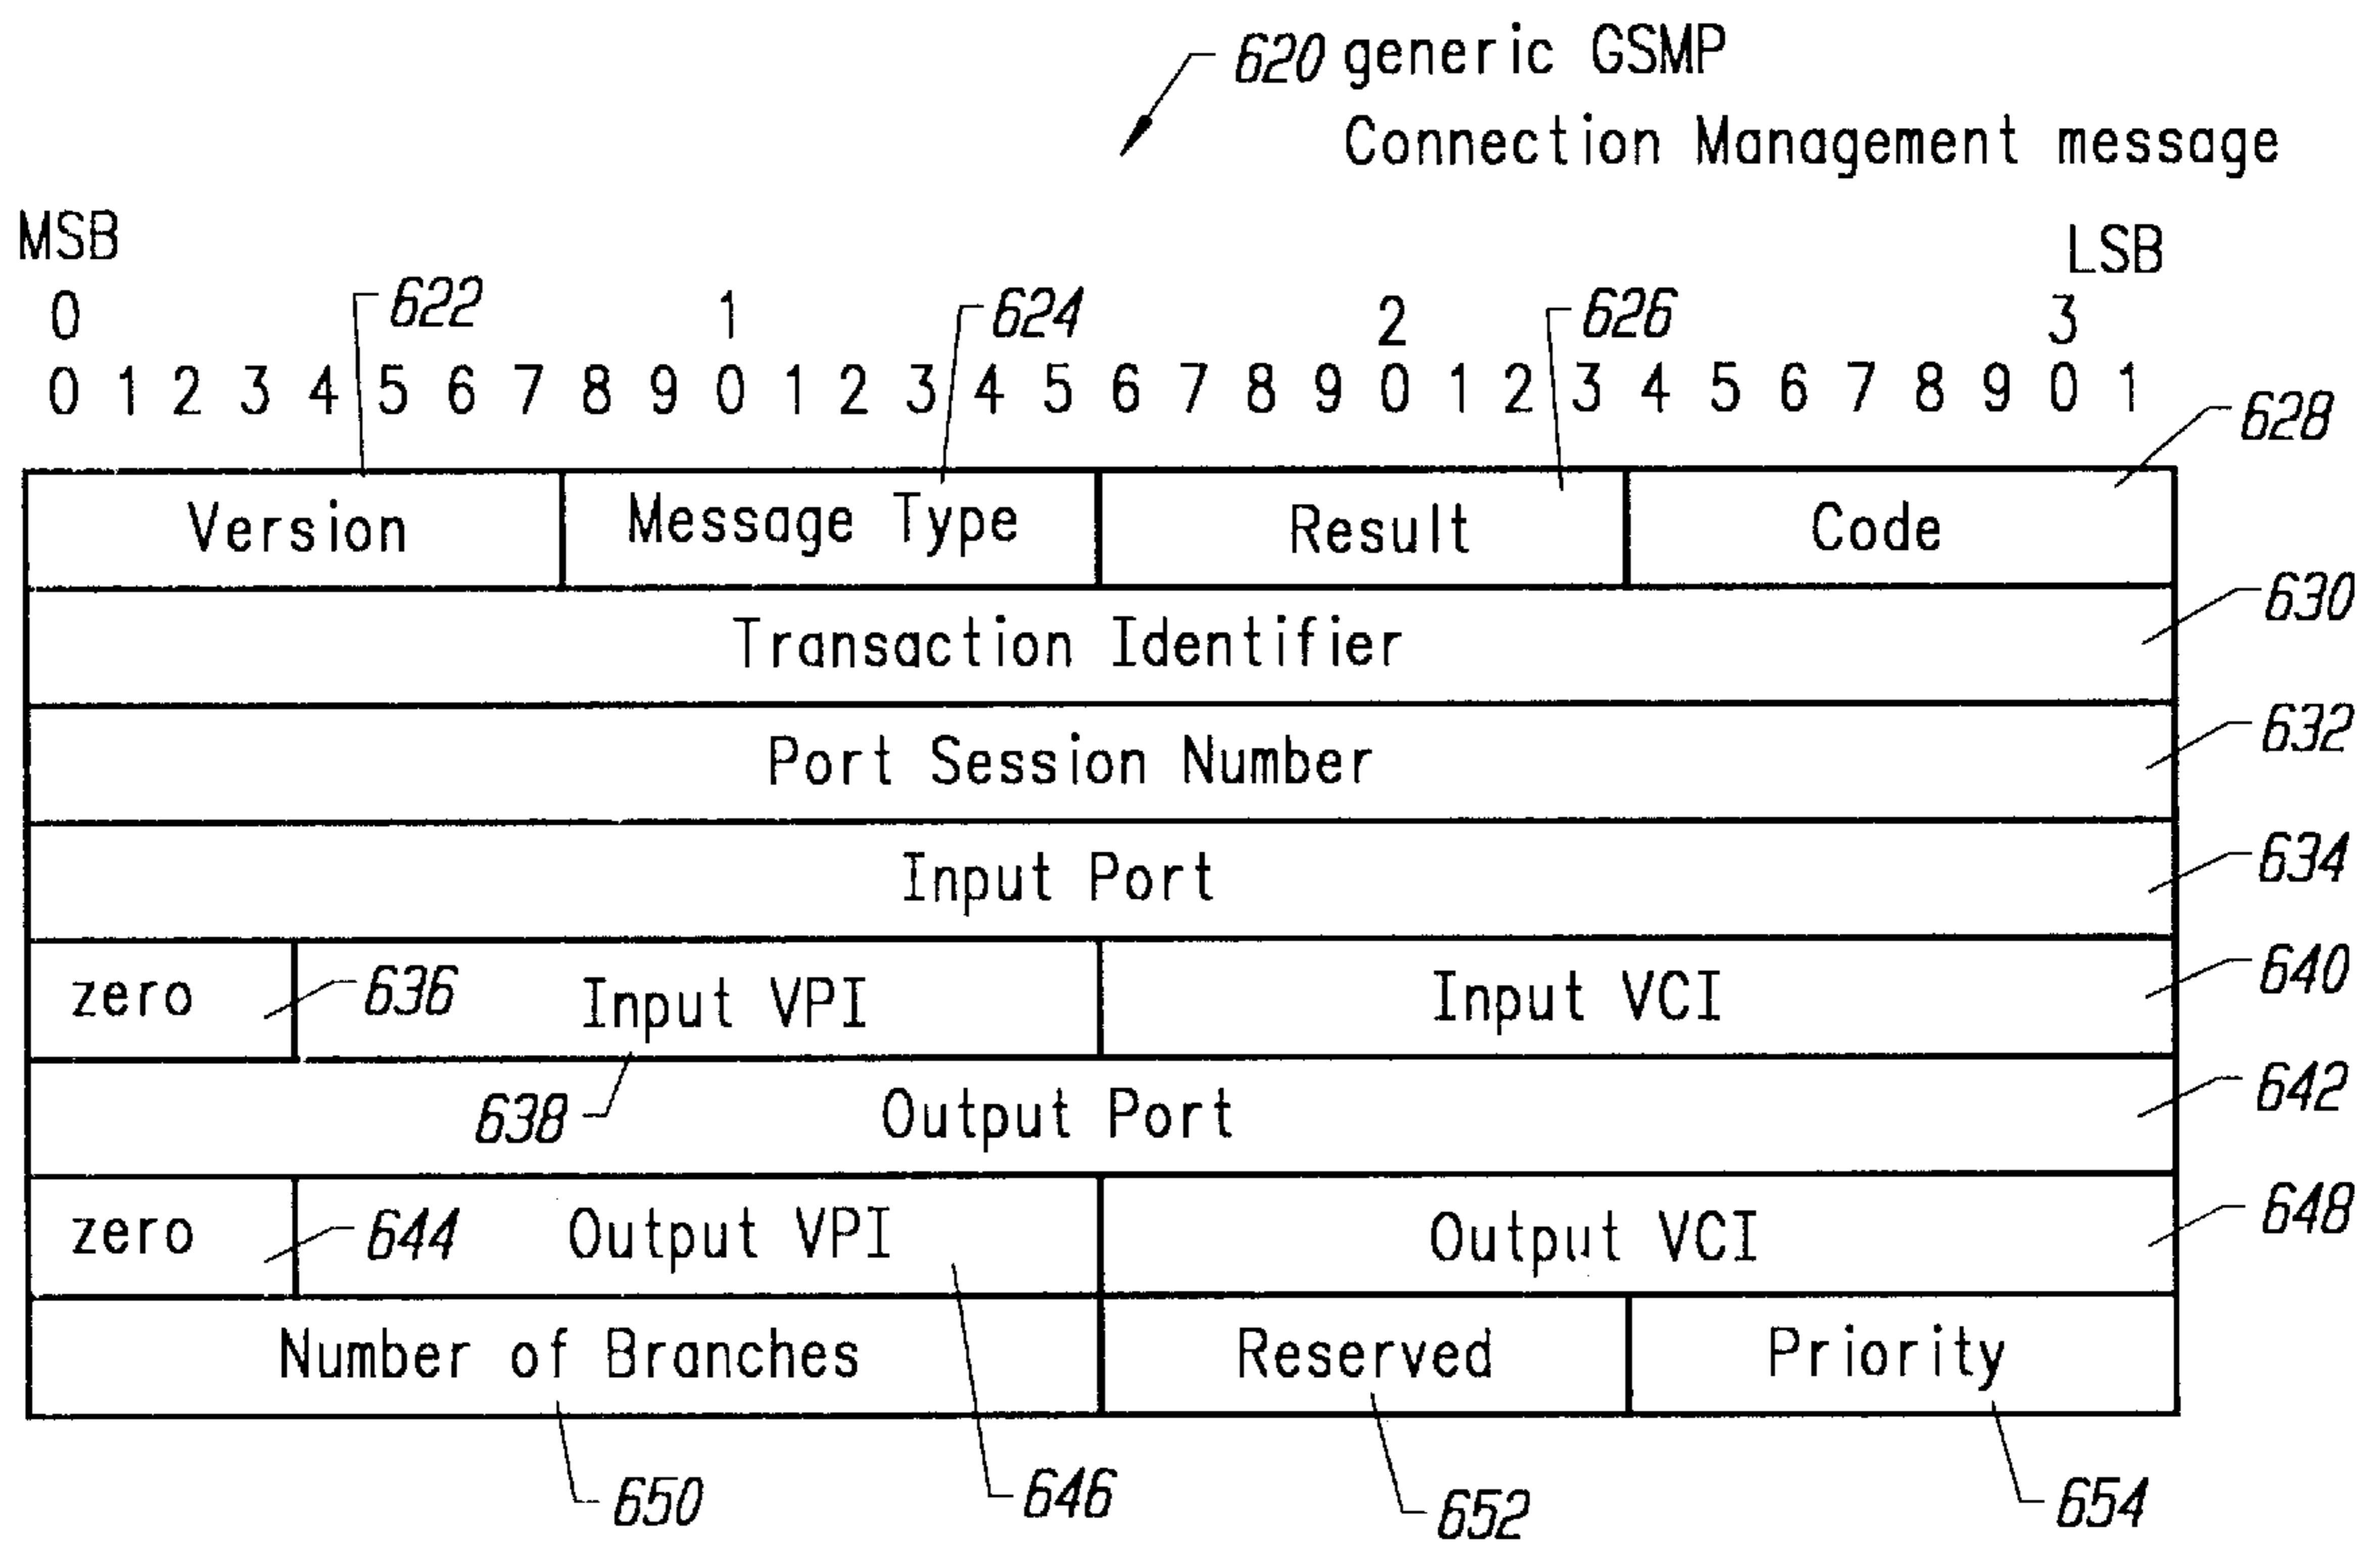 620 generic GSMP
Connection Management message
MSB LSB
0 622 1 624 2 626 3
0 1 2 3 4 5 6 7 8 9 0 1 2 3 4 5 6 7 8 9 0 1 2 3 4 5 6 7 8 9 0 1
628
Version Message Type Result Code
630
Transaction Identifier
632
Port Session Number
634
Input Port
zero 636 Input VPI Input VCI 640
638 Output Port 642
zero 644 Output VPI Output VCI 648
Number of Branches Reserved Priority
650 646 652 654